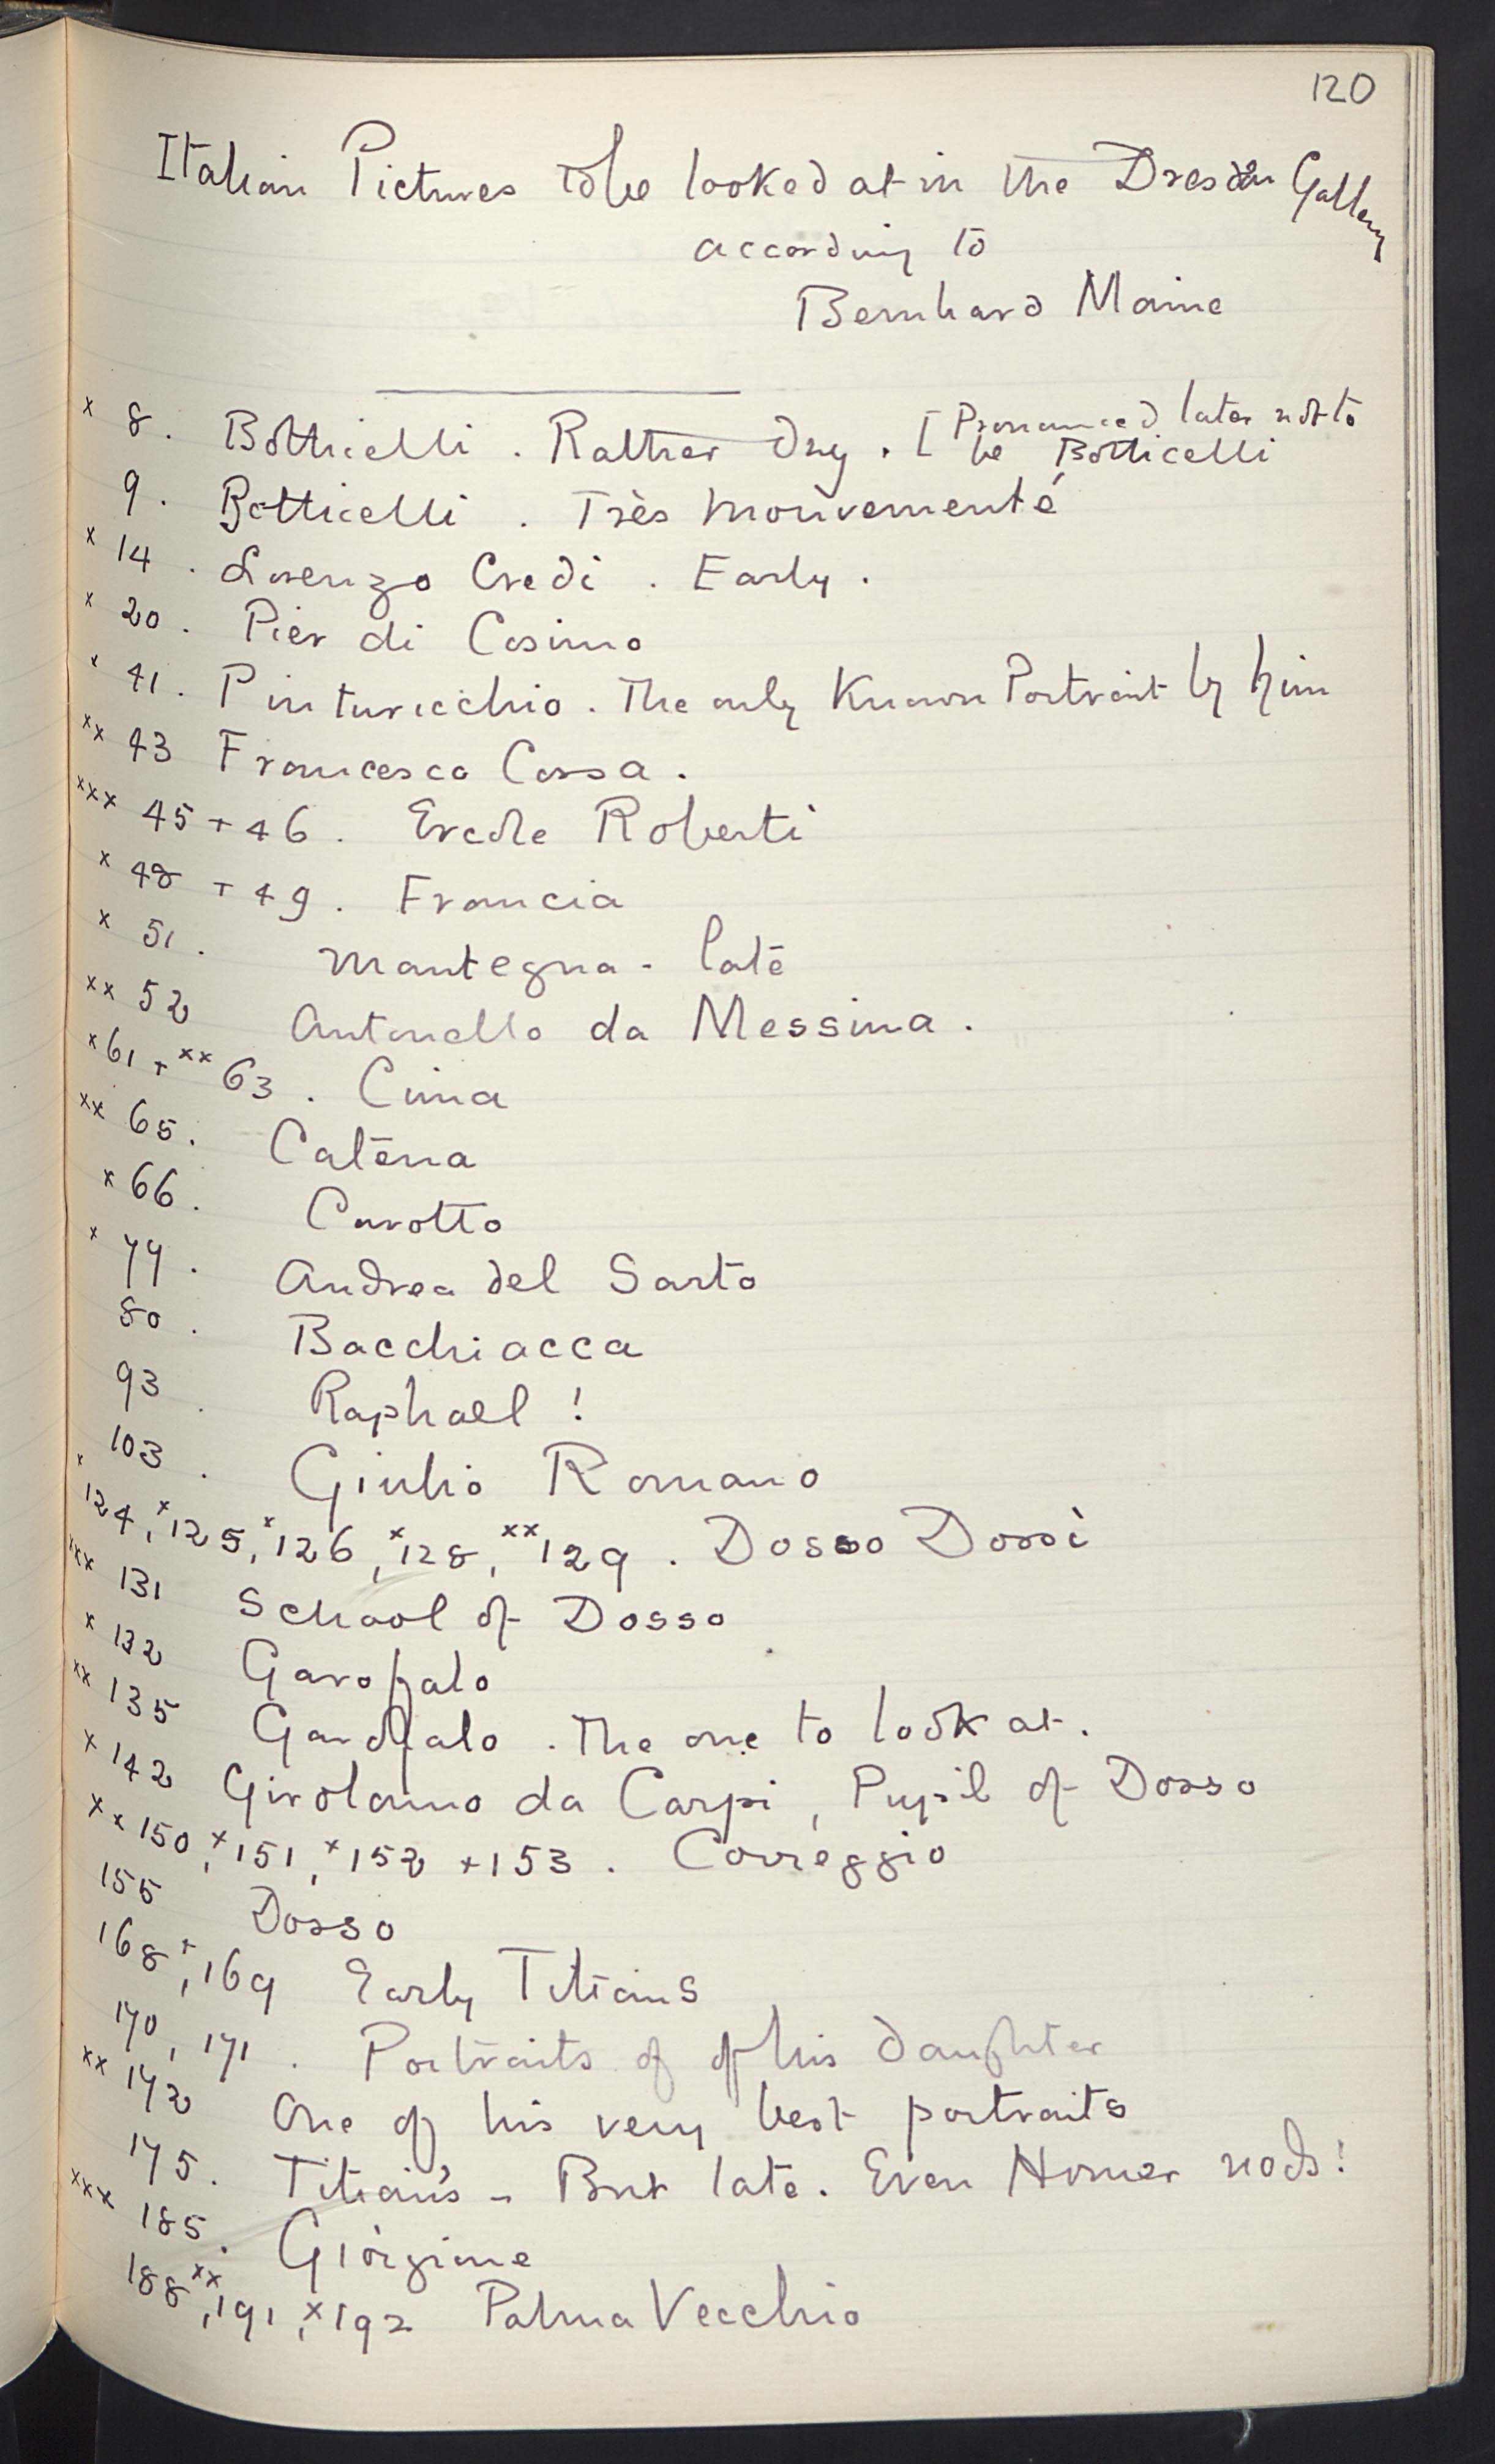 120
Italian Pictures to be looked at in the Dresden Gallery
according to
Bernhard Maine
x 8. Botticelli. Rather dry. [Pronounced later not to
be Botticelli
9. Botticelli. Très mouvementé
x 14. Lorenzo Credi. Early.
x 20. Pier di Cosimo
x 41. Pinturicchio. The only known Portrait by him
xx 43 Francesco Cossa.
xxx 45 + 46. Ercole Roberti
x 48 + 49. Francia
x 51. Mantegna - late
xx 52 Antonello da Messina.
x 61 + xx 63. Cima
xx 65. Catena
x 66. Carotto
x 77. Andrea del Sarto
80. Bacchiacca
93. Raphael!
103. Giulio Romano
x 124, x 125, x 126, x 128, xx 129. Dosso Dossi
xxx 131 School of Dosso
x 132 Garofalo
xx 135 Garofalo. The one to look at.
x 142 Girolamo da Carpi, Pupil of Dosso
xx 150, x 151, x 152 + 153. Correggio
155 Dosso
168, x 169 Early Titians
170, 171. Portraits of of his daughter
xx 172 One of his very best portraits
175. Titian's - But late. Even Homer nods!
xxx 185. Giorgione
188, xx 191, x 192 Palma Vecchio